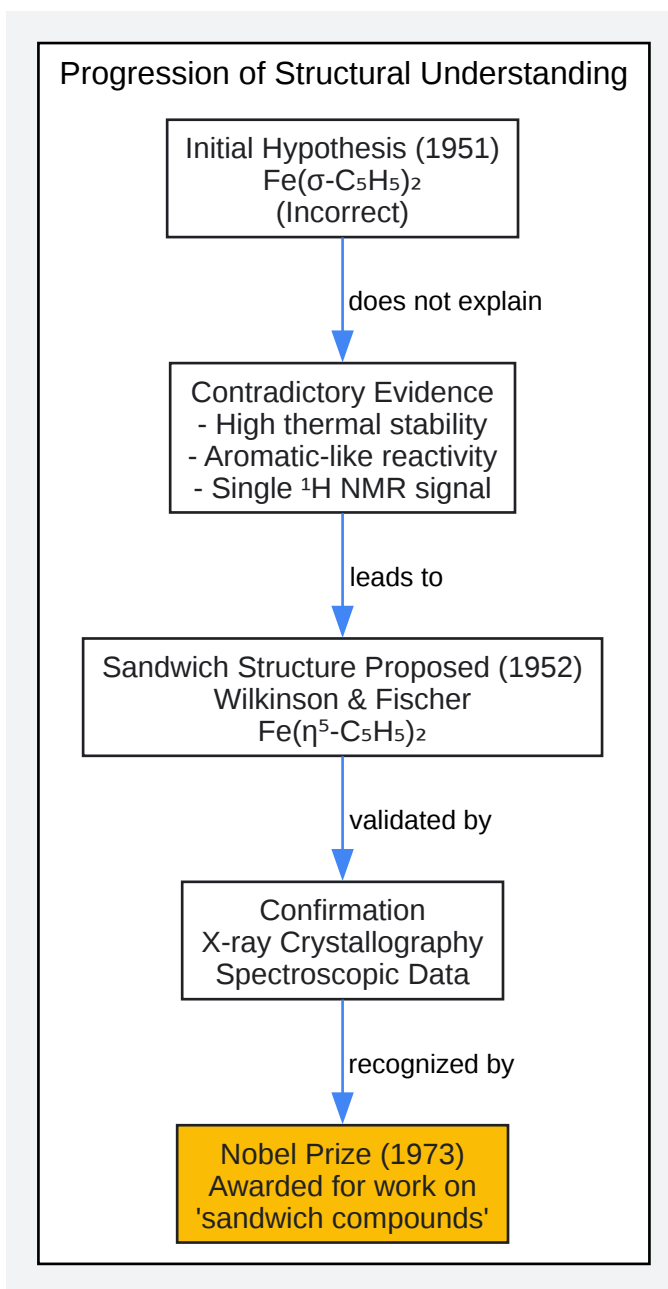 Progression of Structural Understanding
Initial Hypothesis (1951)
Fe(σ-C₅H₅)₂
(Incorrect)
does not explain
Contradictory Evidence
- High thermal stability
- Aromatic-like reactivity
- Single ¹H NMR signal
leads to
Sandwich Structure Proposed (1952)
Wilkinson & Fischer
Fe(η⁵-C₅H₅)₂
validated by
Confirmation
X-ray Crystallography
Spectroscopic Data
recognized by
Nobel Prize (1973)
Awarded for work on
'sandwich compounds'